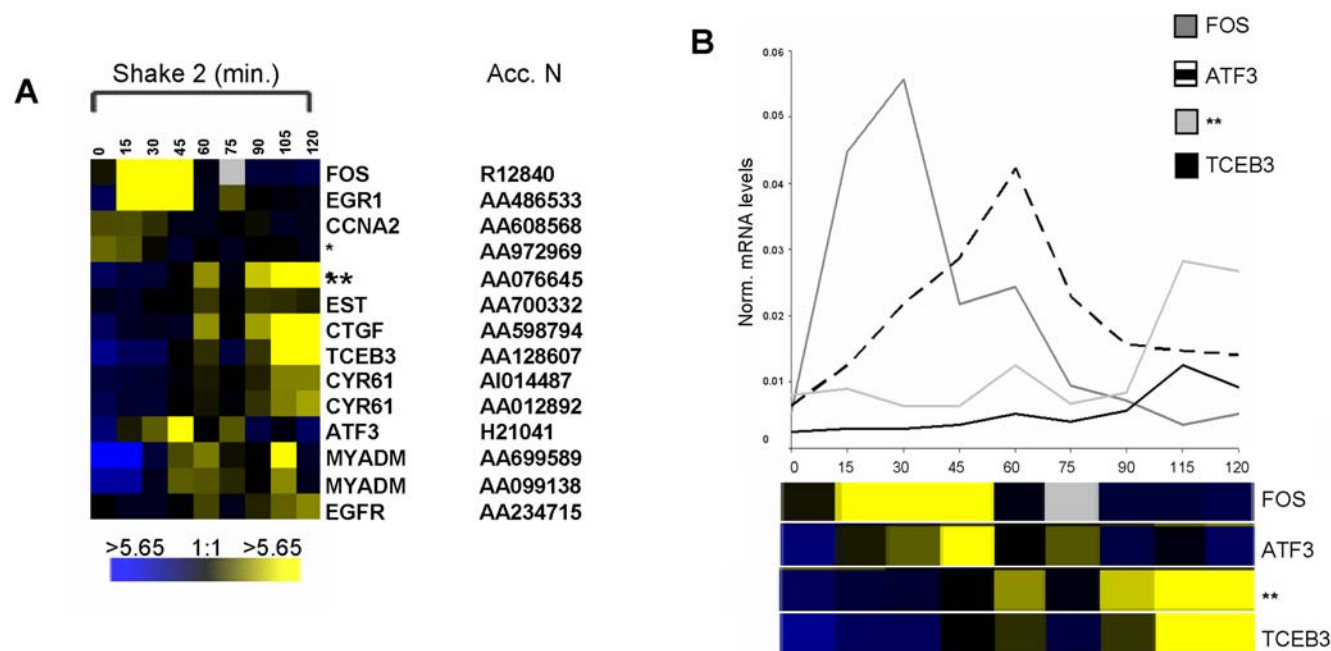 A
Shake 2 (min.)
Acc. N
0 15 30 45 60 75 90 105 120
FOS R12840
EGR1 AA486533
CCNA2 AA608568
* AA972969
** AA076645
EST AA700332
CTGF AA598794
TCEB3 AA128607
CYR61 AI014487
CYR61 AA012892
ATF3 H21041
MYADM AA699589
MYADM AA099138
EGFR AA234715
>5.65 1:1 >5.65
B
FOS
ATF3
**
TCEB3
Norm. mRNA levels
0.06
0.05
0.04
0.03
0.02
0.01
0
0 15 30 45 60 75 90 115 120
FOS
ATF3
**
TCEB3